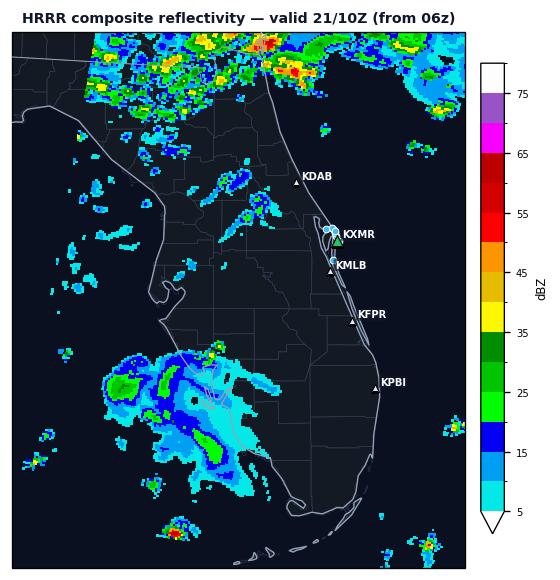 HRRR composite reflectivity — valid 21/10Z (from 06z)
75
65
55
45
35
25
15
5
dBZ
KDAB
KXMR
KMLB
KFPR
KPBI